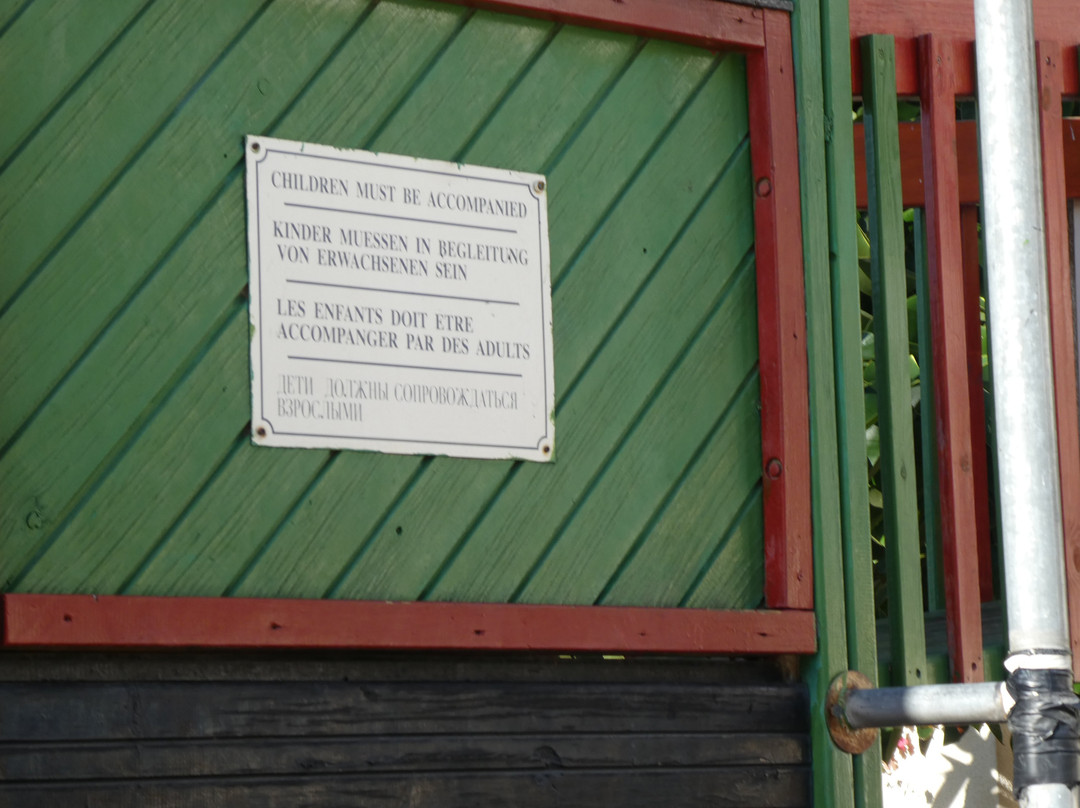 CHILDREN MUST BE ACCOMPANIED
KINDER MUESSEN IN BEGLEITUNG
VON ERWACHSENEN SEIN
LES ENFANTS DOIT ETRE
ACCOMPANGER PAR DES ADULTS
ДЕТИ ДОЛЖНЫ СОПРОВОЖДАТЬСЯ
ВЗРОСЛЫМИ